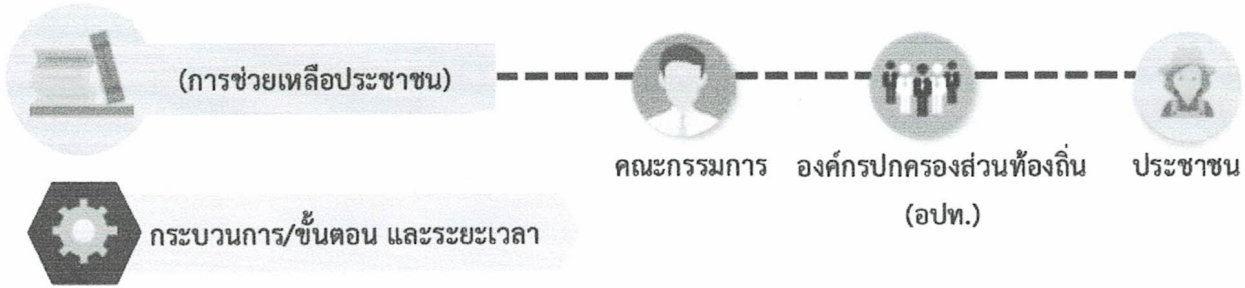 (การช่วยเหลือประชาชน)
คณะกรรมการ องค์กรปกครองส่วนท้องถิ่น ประชาชน
(อปท.)
กระบวนการ/ขั้นตอน และระยะเวลา